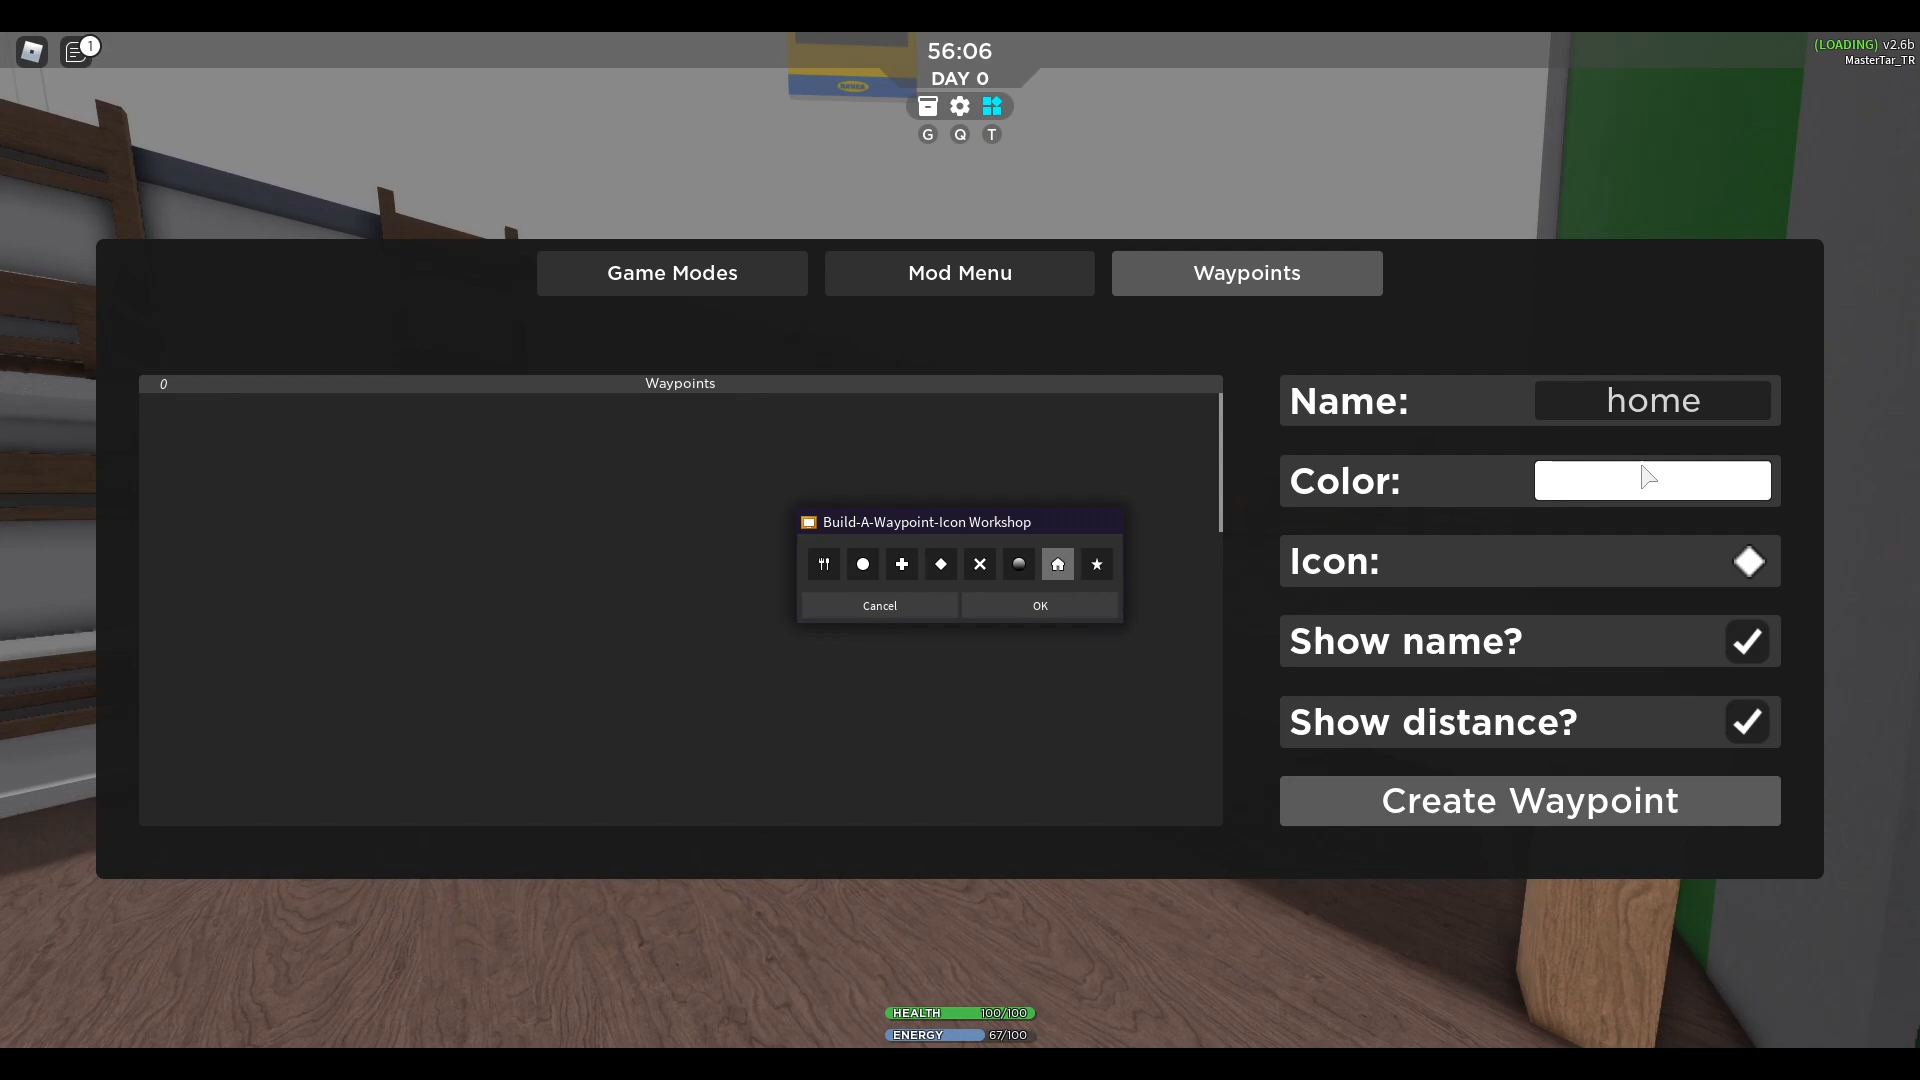 1
56:06
(LOADING) v2.6b
MasterTar_TR
DAY 0
G Q T
Game Modes
Mod Menu
Waypoints
0
Waypoints
Name: home
Color:
Build-A-Waypoint-Icon Workshop
Cancel
OK
Icon:
Show name?
Show distance?
Create Waypoint
HEALTH 100/100
ENERGY 67/100